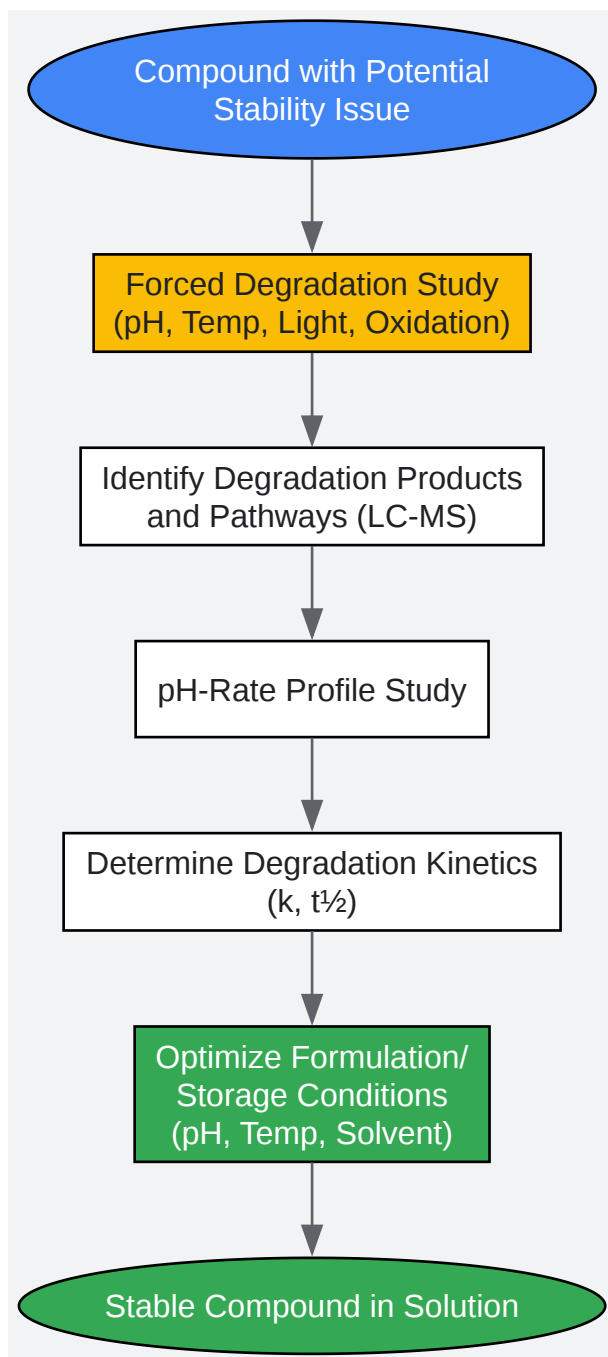 Compound with Potential
Stability Issue
Forced Degradation Study
(pH, Temp, Light, Oxidation)
Identify Degradation Products
and Pathways (LC-MS)
pH-Rate Profile Study
Determine Degradation Kinetics
(k, t½)
Optimize Formulation/
Storage Conditions
(pH, Temp, Solvent)
Stable Compound in Solution